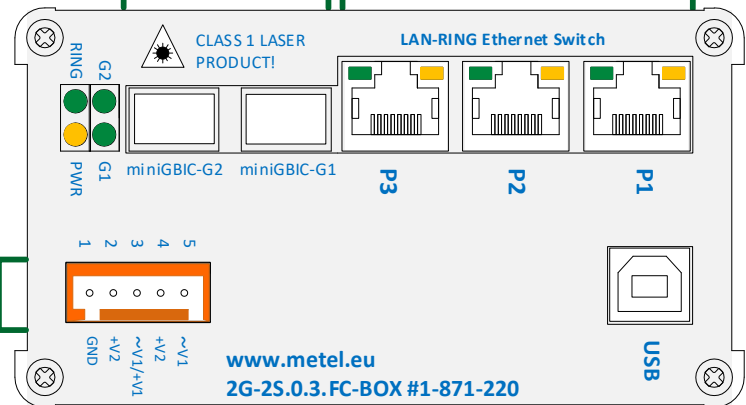 CLASS 1 LASER
PRODUCT!
LAN-RING Ethernet Switch
RING
G2
PWR
G1
miniGBIC-G2
miniGBIC-G1
P3
P2
P1
1
2
3
4
5
GND
+V2
~V1/+V1
+V2
~V1
USB
www.metel.eu
2G-2S.0.3.FC-BOX #1-871-220